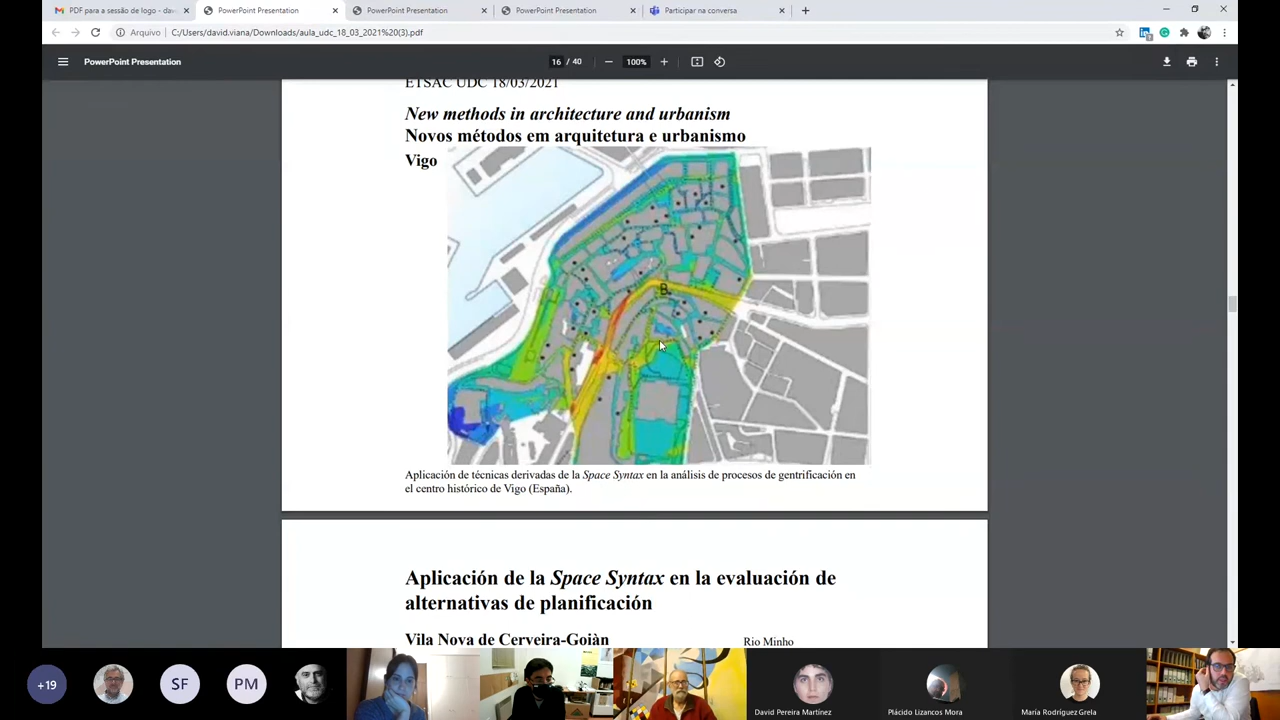 PDF para a sessão de logo - davi
PowerPoint Presentation
PowerPoint Presentation
PowerPoint Presentation
Participar na conversa
Arquivo
C:/Users/david.viana/Downloads/aula_udc_18_03_2021%20(3).pdf
PowerPoint Presentation
16 / 40
100%
ETSAC UDC 18/03/2021
New methods in architecture and urbanism
Novos métodos em arquitetura e urbanismo
Vigo
B
Aplicación de técnicas derivadas de la Space Syntax en la análisis de procesos de gentrificación en
el centro histórico de Vigo (España).
Aplicación de la Space Syntax en la evaluación de
alternativas de planificación
Vila Nova de Cerveira-Goiàn
Rio Minho
+19
SF
PM
David Pereira Martínez
Plácido Lizancos Mora
María Rodríguez Grela